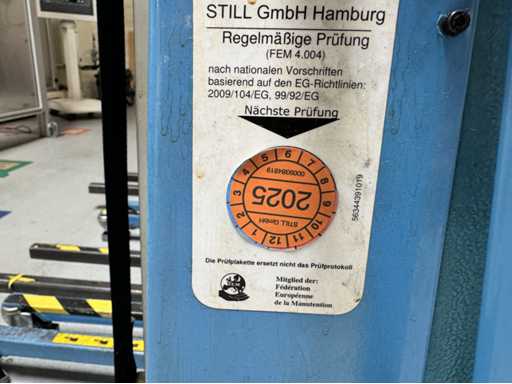 STILL GmbH Hamburg
Regelmäßige Prüfung
(FEM 4.004)
nach nationalen Vorschriften
basierend auf den EG-Richtlinien:
2009/104/EG, 99/92/EG
Nächste Prüfung
1 2 3 4 5 6 7 8 9 10 11 12
0005084819
2025
STILL GmbH
56344391019
Die Prüfplakette ersetzt nicht das Prüfprotokoll
Mitglied der:
Fédération
Européenne
de la Manutention